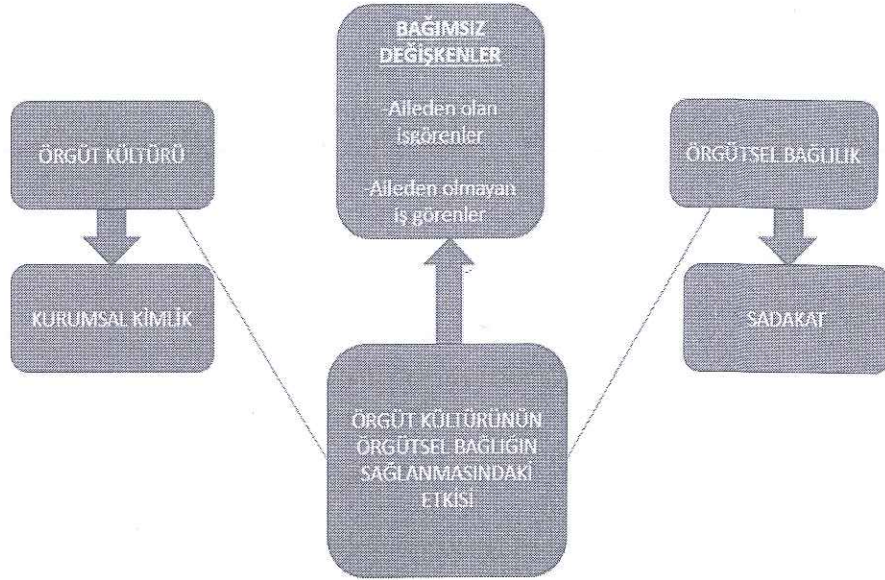 BAĞIMSIZ
DEĞİŞKENLER
-Aileden olan
işgörenler
-Aileden olmayan
iş görenler
ÖRGÜT KÜLTÜRÜ
ÖRGÜTSEL BAĞLILIK
KURUMSAL KİMLİK
SADAKAT
ÖRGÜT KÜLTÜRÜNÜN
ÖRGÜTSEL BAĞLIĞIN
SAĞLANMASINDAKİ
ETKİSİ